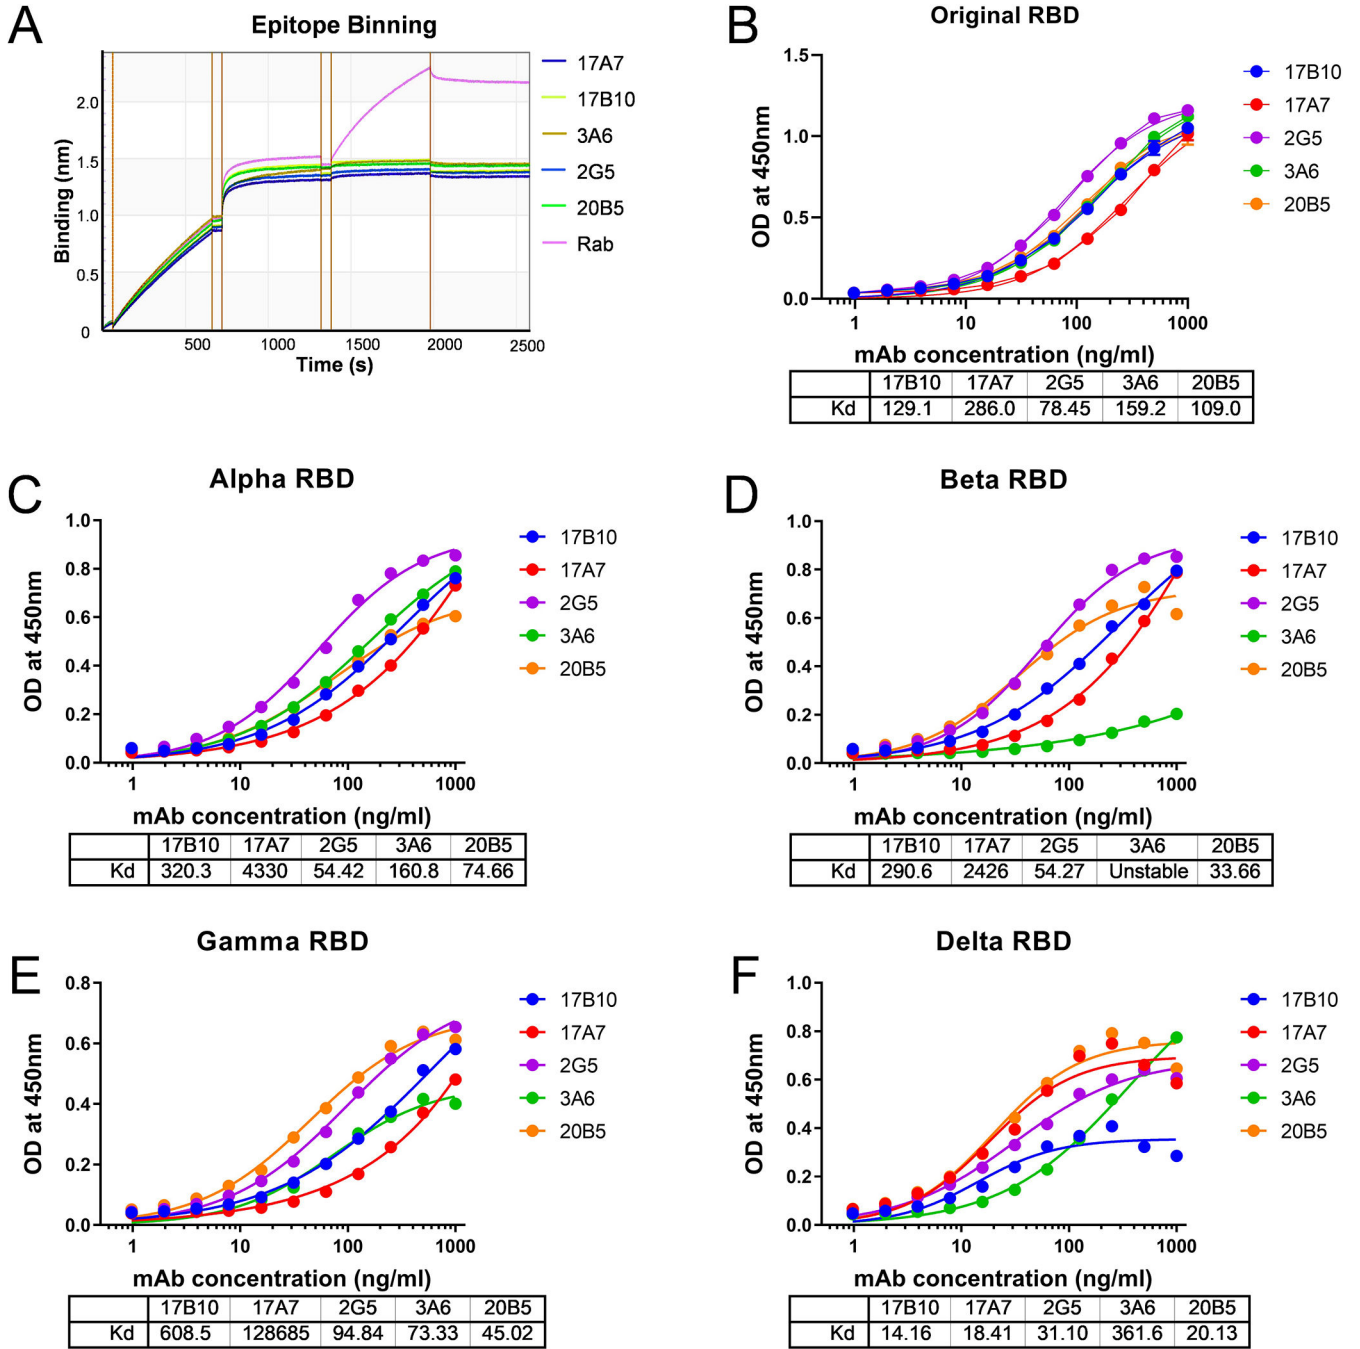 A
Epitope Binning
Binding (nm)
2.0
1.5
1.0
0.5
0
500
1000
1500
2000
2500
Time (s)
17A7
17B10
3A6
2G5
20B5
Rab
B
Original RBD
OD at 450nm
1.5
1.0
0.5
0.0
1
10
100
1000
mAb concentration (ng/ml)
17B10
17A7
2G5
3A6
20B5
17B10 17A7 2G5 3A6 20B5
Kd 129.1 286.0 78.45 159.2 109.0
C
Alpha RBD
OD at 450nm
1.0
0.8
0.6
0.4
0.2
0.0
1
10
100
1000
mAb concentration (ng/ml)
17B10
17A7
2G5
3A6
20B5
17B10 17A7 2G5 3A6 20B5
Kd 320.3 4330 54.42 160.8 74.66
D
Beta RBD
OD at 450nm
1.0
0.8
0.6
0.4
0.2
0.0
1
10
100
1000
mAb concentration (ng/ml)
17B10
17A7
2G5
3A6
20B5
17B10 17A7 2G5 3A6 20B5
Kd 290.6 2426 54.27 Unstable 33.66
E
Gamma RBD
OD at 450nm
0.8
0.6
0.4
0.2
0.0
1
10
100
1000
mAb concentration (ng/ml)
17B10
17A7
2G5
3A6
20B5
17B10 17A7 2G5 3A6 20B5
Kd 608.5 128685 94.84 73.33 45.02
F
Delta RBD
OD at 450nm
1.0
0.8
0.6
0.4
0.2
0.0
1
10
100
1000
mAb concentration (ng/ml)
17B10
17A7
2G5
3A6
20B5
17B10 17A7 2G5 3A6 20B5
Kd 14.16 18.41 31.10 361.6 20.13